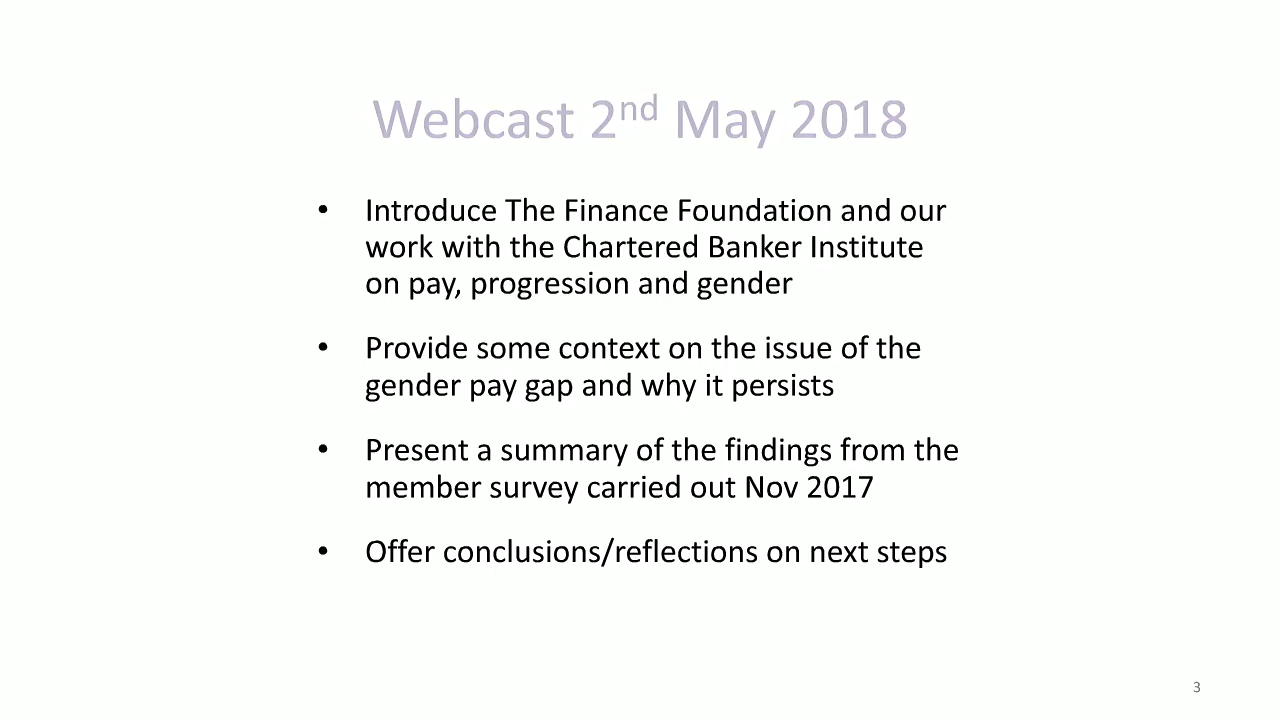 Webcast 2nd May 2018
• Introduce The Finance Foundation and our
work with the Chartered Banker Institute
on pay, progression and gender
• Provide some context on the issue of the
gender pay gap and why it persists
• Present a summary of the findings from the
member survey carried out Nov 2017
• Offer conclusions/reflections on next steps
3